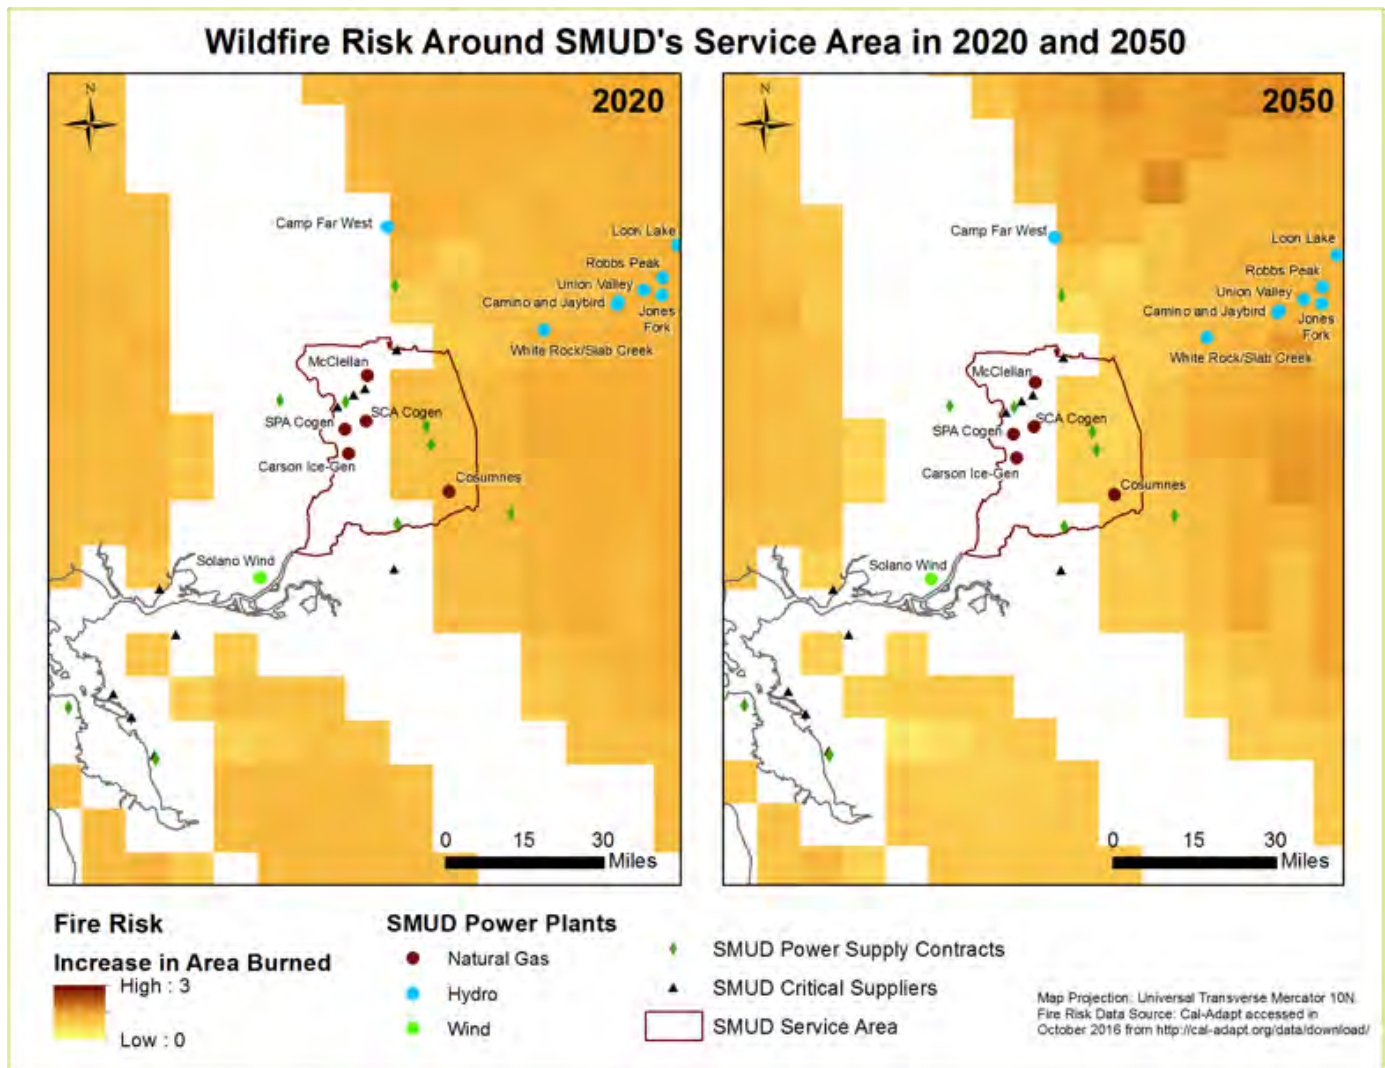 Wildfire Risk Around SMUD's Service Area in 2020 and 2050
N
2020
Camp Far West
Loon Lake
Robbs Peak
Union Valley
Camino and Jaybird
Jones
Fork
White Rock/Slab Creek
McClellan
SCA Cogen
SPA Cogen
Carson Ice-Gen
Cosumnes
Solano Wind
0 15 30
Miles
N
2050
Camp Far West
Loon Lake
Robbs Peak
Union Valley
Camino and Jaybird
Jones
Fork
White Rock/Slab Creek
McClellan
SCA Cogen
SPA Cogen
Carson Ice-Gen
Cosumnes
Solano Wind
0 15 30
Miles
Fire Risk
Increase in Area Burned
High : 3
Low : 0
SMUD Power Plants
Natural Gas
Hydro
Wind
SMUD Power Supply Contracts
SMUD Critical Suppliers
SMUD Service Area
Map Projection: Universal Transverse Mercator 10N
Fire Risk Data Source: Cal-Adapt accessed in
October 2016 from http://cal-adapt.org/data/download/